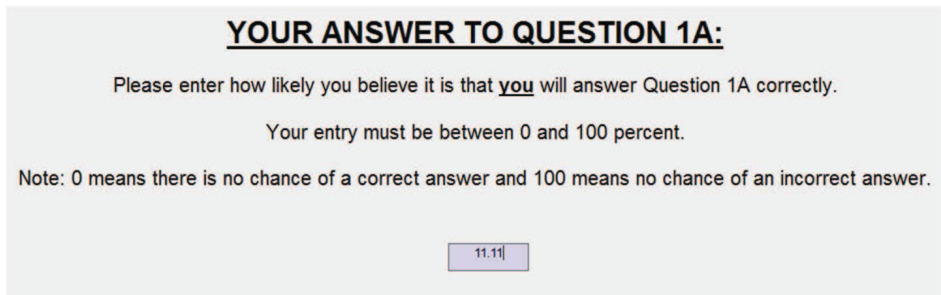 YOUR ANSWER TO QUESTION 1A:
Please enter how likely you believe it is that you will answer Question 1A correctly.
Your entry must be between 0 and 100 percent.
Note: 0 means there is no chance of a correct answer and 100 means no chance of an incorrect answer.
11.11